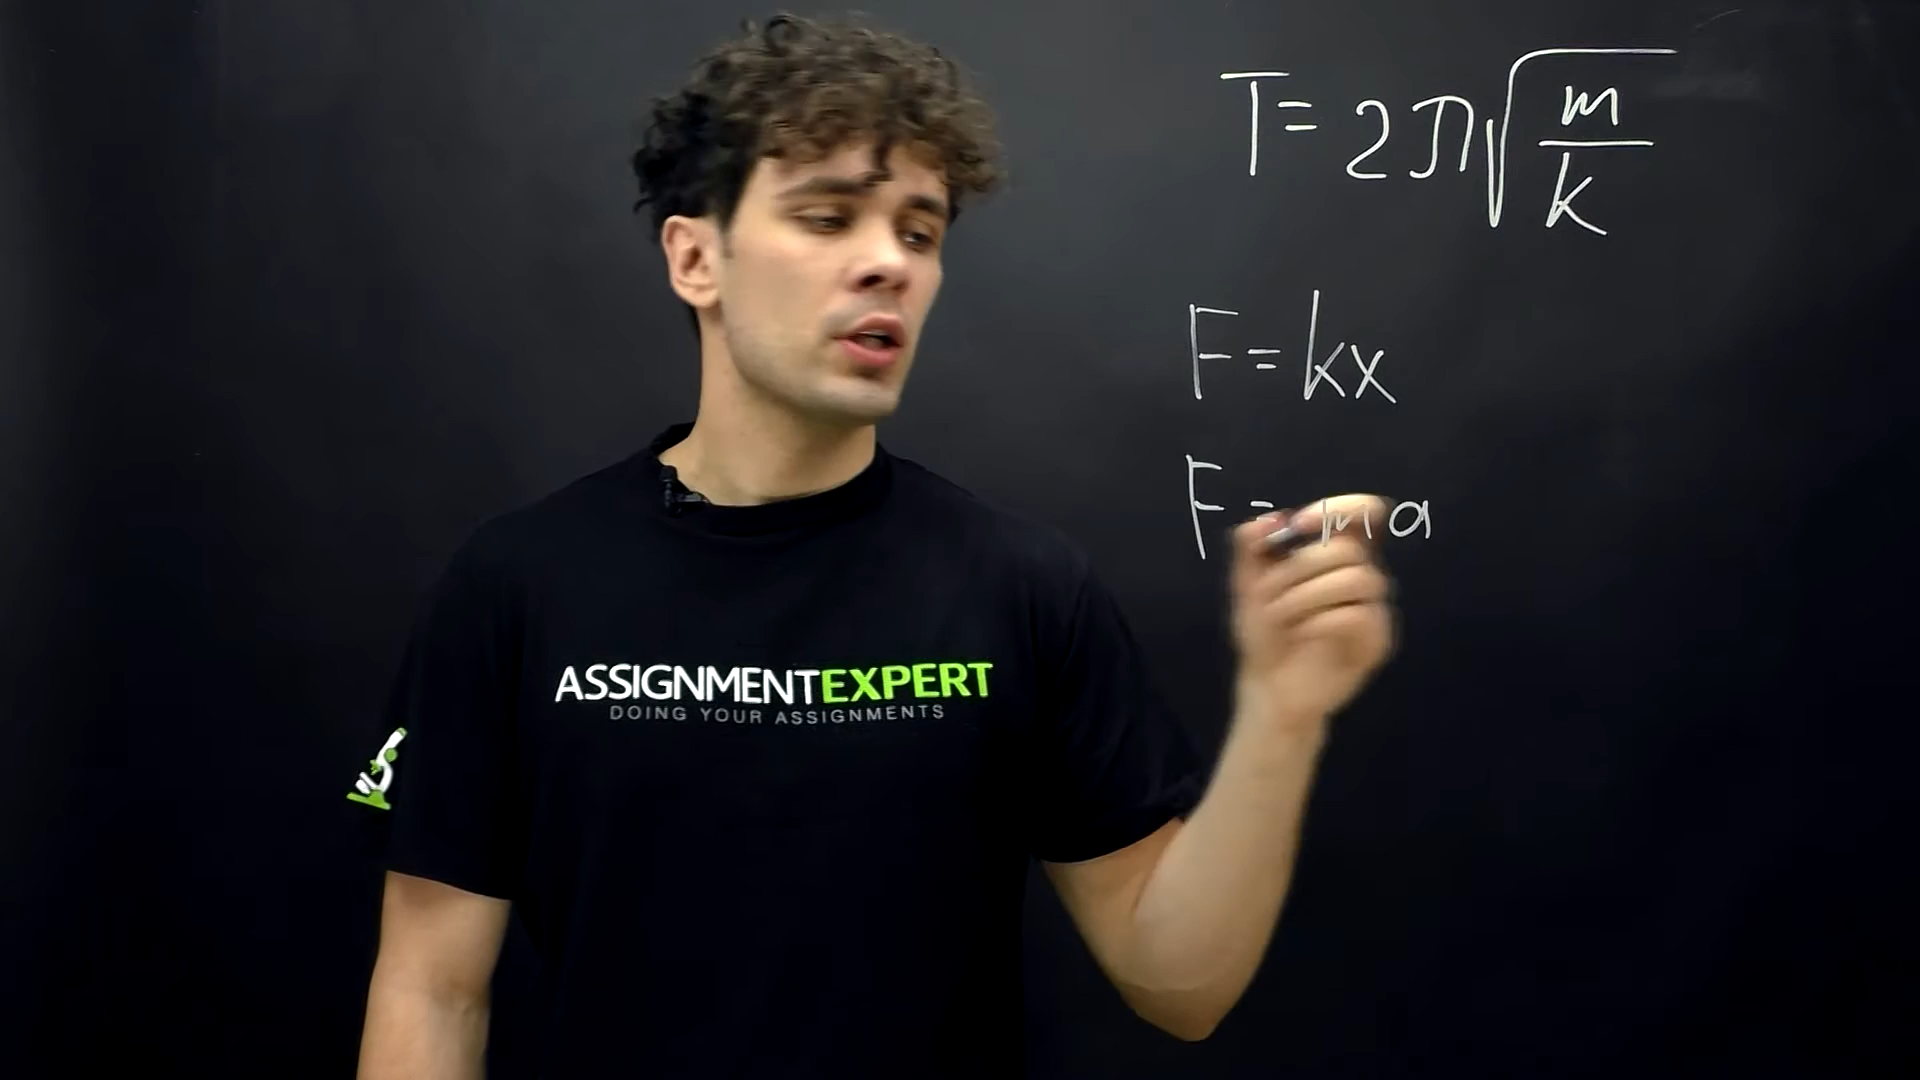 T = 2π√(m/k)
F = kx
F = ma
ASSIGNMENTEXPERT
DOING YOUR ASSIGNMENTS